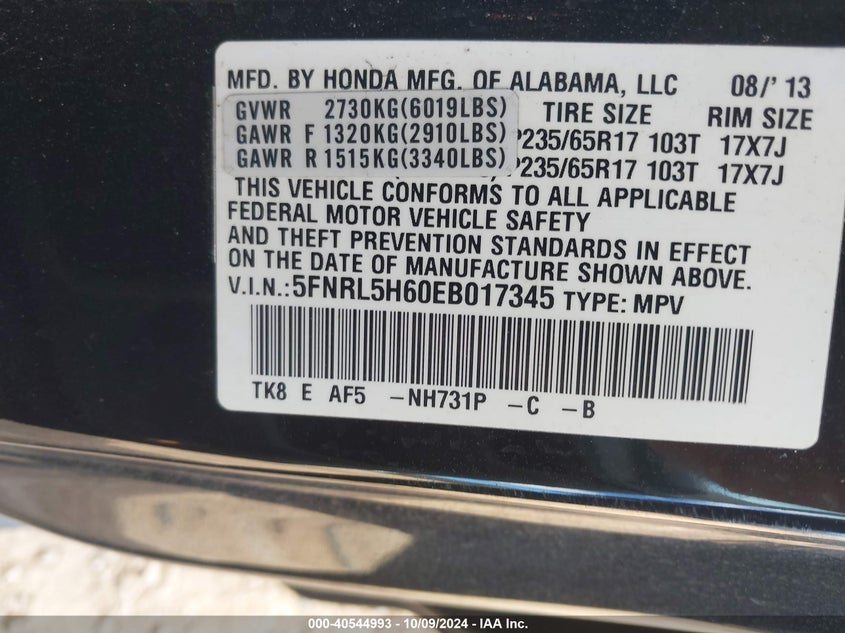 MFD. BY HONDA MFG. OF ALABAMA, LLC 08/'13
GVWR 2730KG(6019LBS) TIRE SIZE RIM SIZE
GAWR F 1320KG(2910LBS) P235/65R17 103T 17X7J
GAWR R 1515KG(3340LBS) P235/65R17 103T 17X7J
THIS VEHICLE CONFORMS TO ALL APPLICABLE
FEDERAL MOTOR VEHICLE SAFETY
AND THEFT PREVENTION STANDARDS IN EFFECT
ON THE DATE OF MANUFACTURE SHOWN ABOVE.
V.I.N.:5FNRL5H60EB017345 TYPE: MPV
TK8 E AF5 -NH731P -C -B
000-40544993 - 10/09/2024 - IAA Inc.